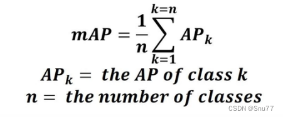 mAP = 1/n ∑_{k=1}^{k=n} AP_k
AP_k = the AP of class k
n = the number of classes
CSDN @Snu77